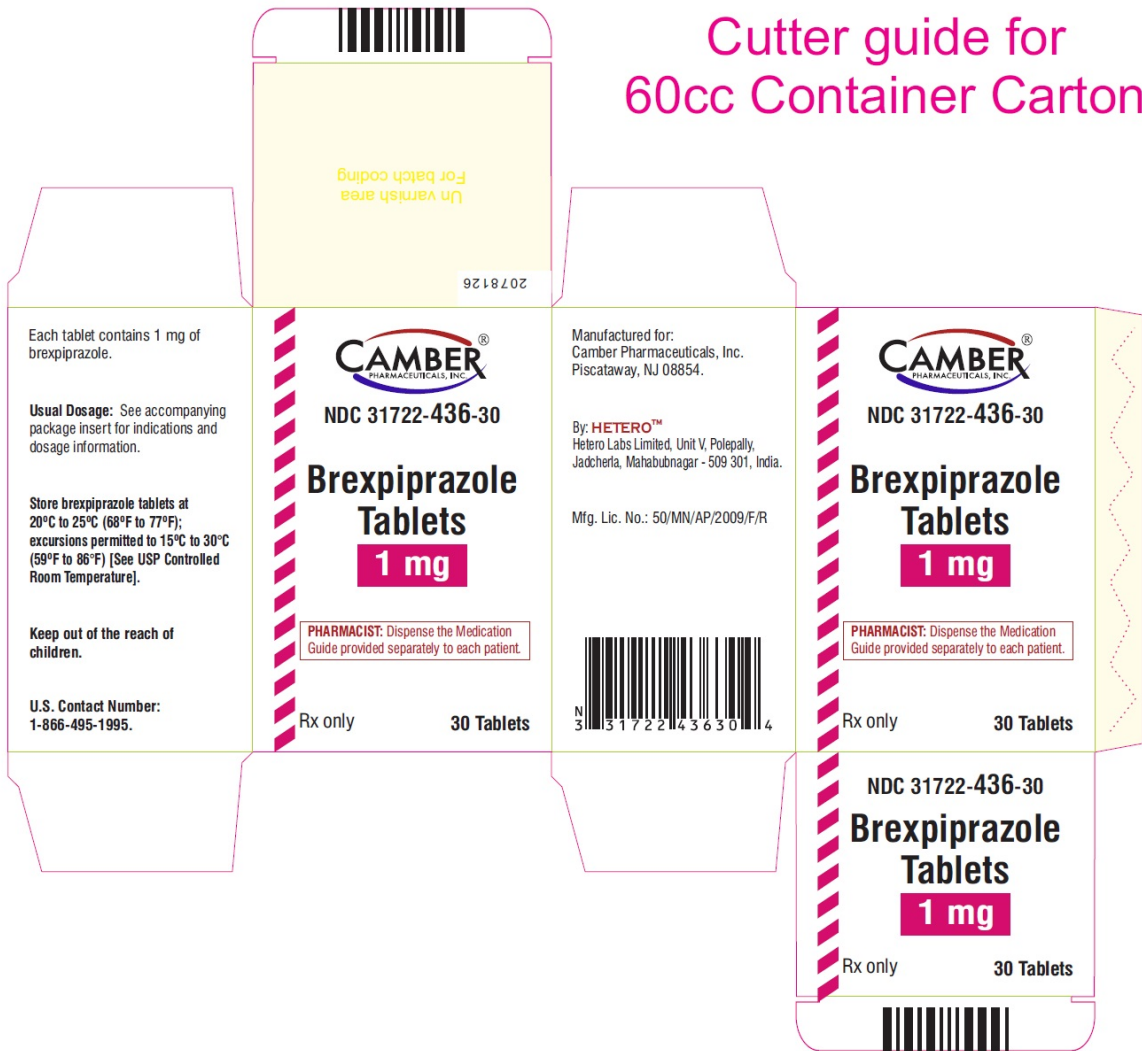 Cutter guide for
60cc Container Carton
Un varnish area
For batch coding
2078126
Each tablet contains 1 mg of
brexpiprazole.
Usual Dosage: See accompanying
package insert for indications and
dosage information.
Store brexpiprazole tablets at
20ºC to 25ºC (68ºF to 77ºF);
excursions permitted to 15ºC to 30°C
(59ºF to 86°F) [See USP Controlled
Room Temperature].
Keep out of the reach of
children.
U.S. Contact Number:
1-866-495-1995.
CAMBER®
PHARMACEUTICALS, INC.
NDC 31722-436-30
Brexpiprazole
Tablets
1 mg
PHARMACIST: Dispense the Medication
Guide provided separately to each patient.
Rx only 30 Tablets
Manufactured for:
Camber Pharmaceuticals, Inc.
Piscataway, NJ 08854.
By: HETERO™
Hetero Labs Limited, Unit V, Polepally,
Jadcherla, Mahabubnagar - 509 301, India.
Mfg. Lic. No.: 50/MN/AP/2009/F/R
N
3 31722 43630 4
CAMBER®
PHARMACEUTICALS, INC.
NDC 31722-436-30
Brexpiprazole
Tablets
1 mg
PHARMACIST: Dispense the Medication
Guide provided separately to each patient.
Rx only 30 Tablets
NDC 31722-436-30
Brexpiprazole
Tablets
1 mg
Rx only 30 Tablets